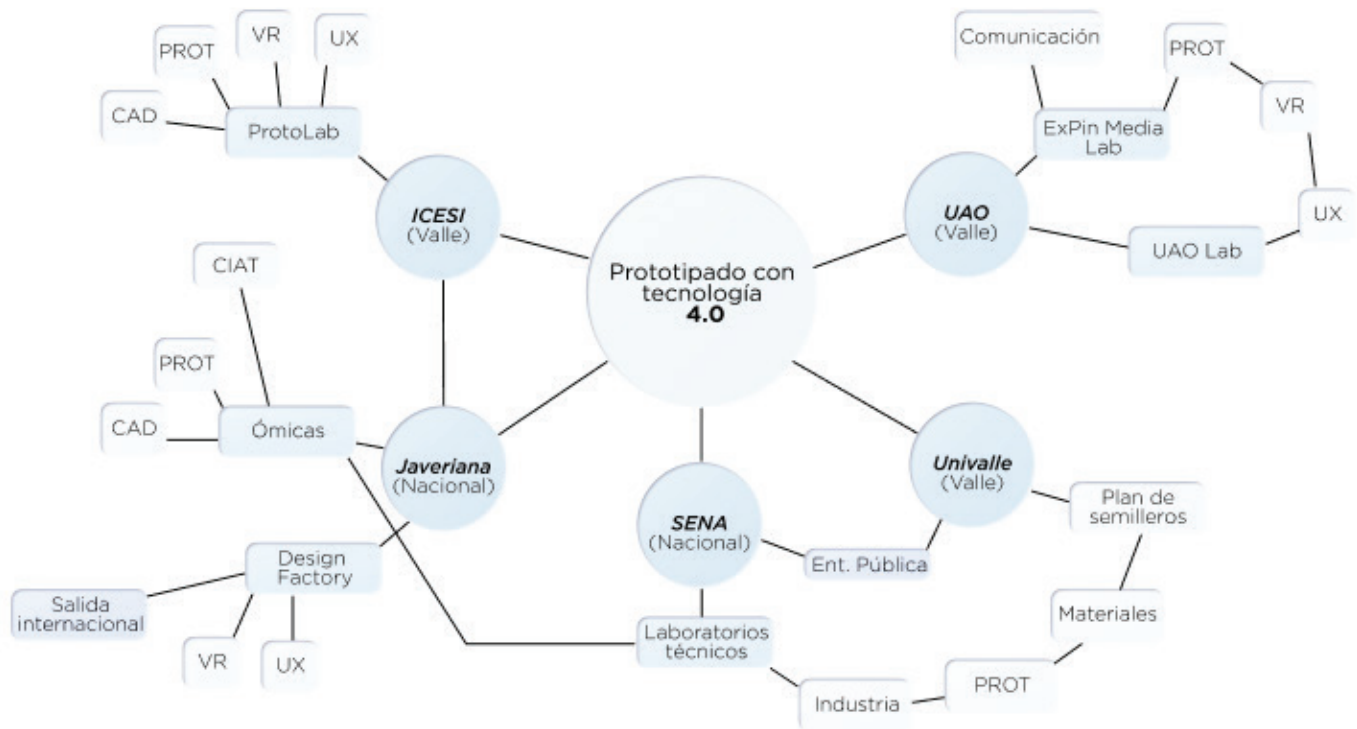 PROT
VR
UX
CAD
ProtoLab
ICESI
(Valle)
Comunicación
PROT
VR
ExPin Media
Lab
UX
UAO
(Valle)
UAO Lab
Prototipado con
tecnología
4.0
CIAT
PROT
CAD
Ómicas
Javeriana
(Nacional)
Design
Factory
Salida
internacional
VR
UX
SENA
(Nacional)
Ent. Pública
Univalle
(Valle)
Plan de
semilleros
Materiales
PROT
Industria
Laboratorios
técnicos